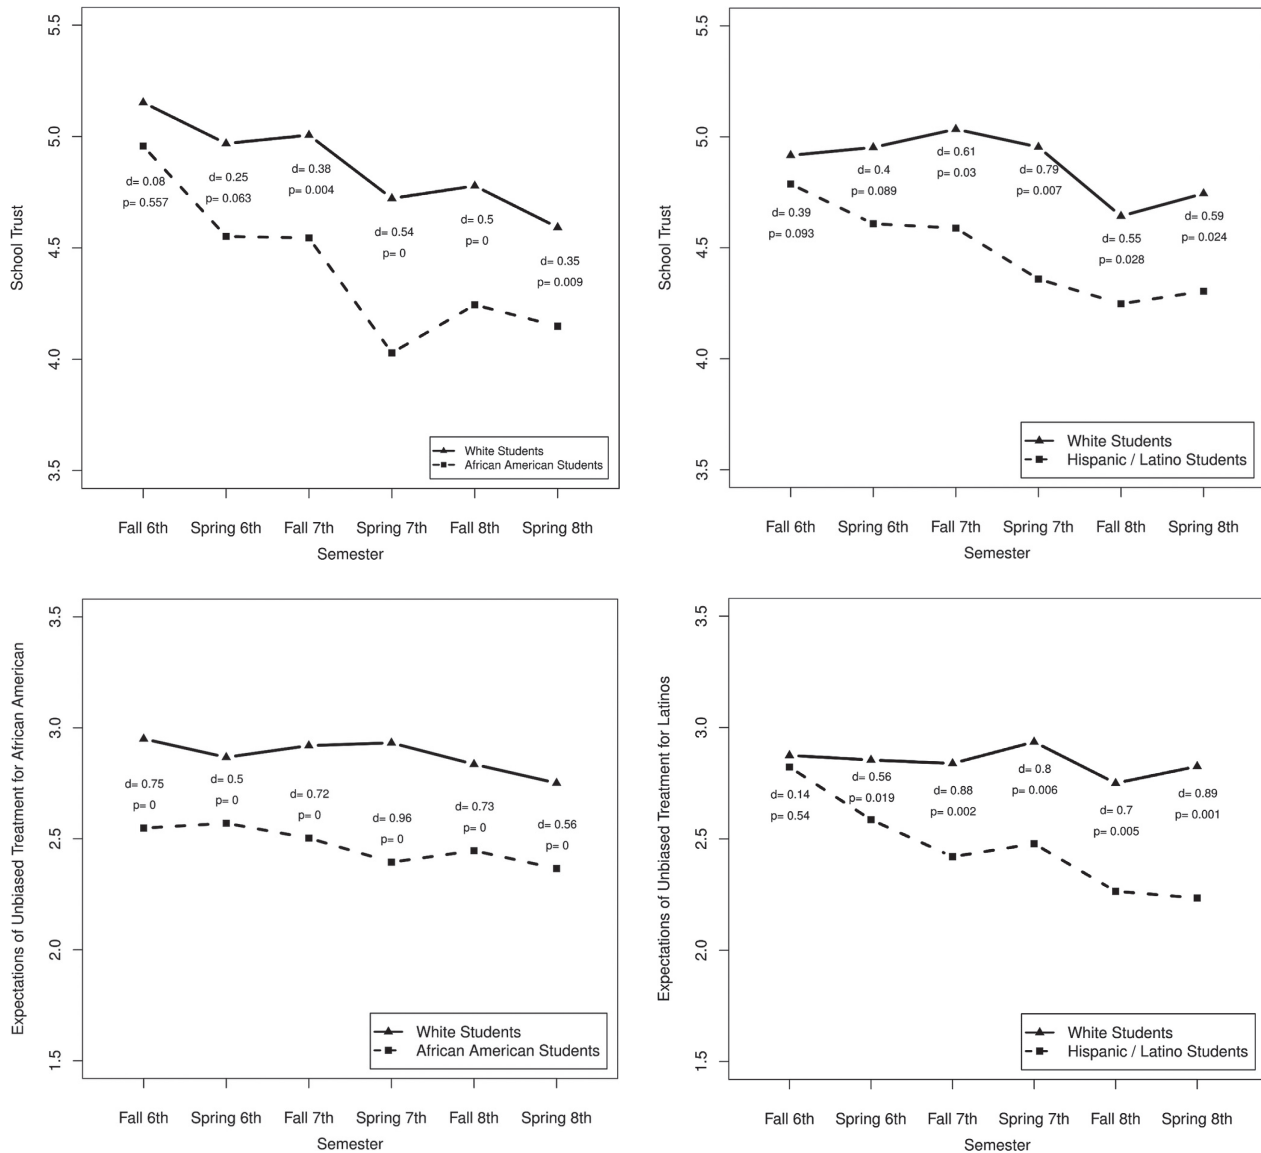 School Trust
5.5
5.0
4.5
4.0
3.5
d= 0.08
p= 0.557
d= 0.25
p= 0.063
d= 0.38
p= 0.004
d= 0.54
p= 0
d= 0.5
p= 0
d= 0.35
p= 0.009
White Students
African American Students
Fall 6th Spring 6th Fall 7th Spring 7th Fall 8th Spring 8th
Semester
School Trust
5.5
5.0
4.5
4.0
3.5
d= 0.39
p= 0.093
d= 0.4
p= 0.089
d= 0.61
p= 0.03
d= 0.79
p= 0.007
d= 0.55
p= 0.028
d= 0.59
p= 0.024
White Students
Hispanic / Latino Students
Fall 6th Spring 6th Fall 7th Spring 7th Fall 8th Spring 8th
Semester
Expectations of Unbiased Treatment for African American
3.5
3.0
2.5
2.0
1.5
d= 0.75
p= 0
d= 0.5
p= 0
d= 0.72
p= 0
d= 0.96
p= 0
d= 0.73
p= 0
d= 0.56
p= 0
White Students
African American Students
Fall 6th Spring 6th Fall 7th Spring 7th Fall 8th Spring 8th
Semester
Expectations of Unbiased Treatment for Latinos
3.5
3.0
2.5
2.0
1.5
d= 0.14
p= 0.54
d= 0.56
p= 0.019
d= 0.88
p= 0.002
d= 0.8
p= 0.006
d= 0.7
p= 0.005
d= 0.89
p= 0.001
White Students
Hispanic / Latino Students
Fall 6th Spring 6th Fall 7th Spring 7th Fall 8th Spring 8th
Semester